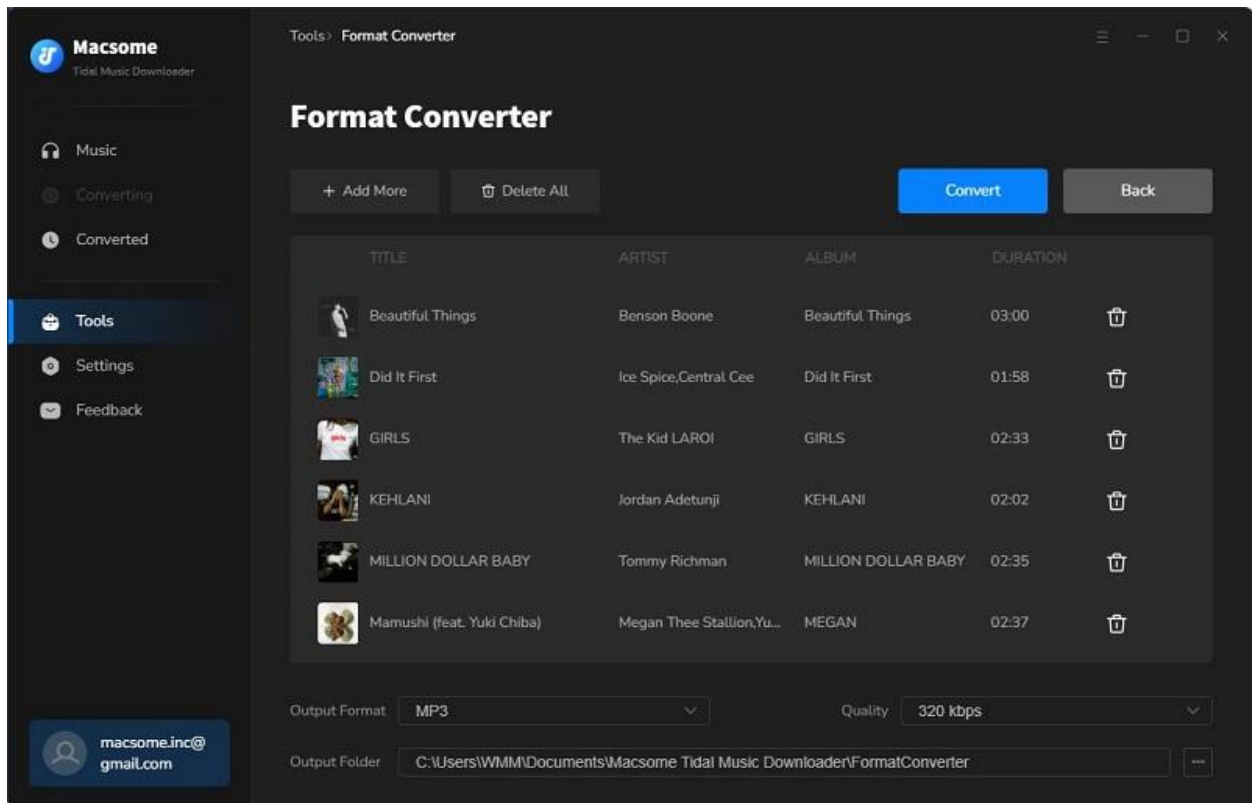 Macsome
Tidal Music Downloader
Music
Converting
Converted
Tools
Settings
Feedback
macsome.inc@
gmail.com
Tools> Format Converter
Format Converter
+ Add More Delete All Convert Back
TITLE ARTIST ALBUM DURATION
Beautiful Things Benson Boone Beautiful Things 03:00
Did It First Ice Spice,Central Cee Did It First 01:58
GIRLS The Kid LAROI GIRLS 02:33
KEHLANI Jordan Adetunji KEHLANI 02:02
MILLION DOLLAR BABY Tommy Richman MILLION DOLLAR BABY 02:35
Mamushi (feat. Yuki Chiba) Megan Thee Stallion,Yu... MEGAN 02:37
Output Format MP3 Quality 320 kbps
Output Folder C:\Users\WMM\Documents\Macsome Tidal Music Downloader\FormatConverter ...